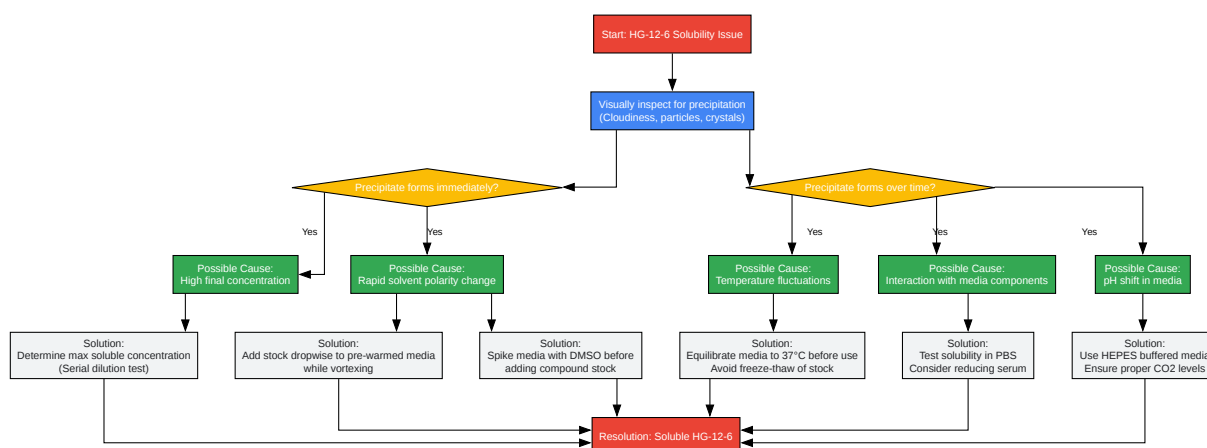 Start: HG-12-6 Solubility Issue
Visually inspect for precipitation
(Cloudiness, particles, crystals)
Precipitate forms immediately?
Precipitate forms over time?
Yes
Yes
Yes
Yes
Yes
Possible Cause:
High final concentration
Possible Cause:
Rapid solvent polarity change
Possible Cause:
Temperature fluctuations
Possible Cause:
Interaction with media components
Possible Cause:
pH shift in media
Solution:
Determine max soluble concentration
(Serial dilution test)
Solution:
Add stock dropwise to pre-warmed media
while vortexing
Solution:
Spike media with DMSO before
adding compound stock
Solution:
Equilibrate media to 37°C before use
Avoid freeze-thaw of stock
Solution:
Test solubility in PBS
Consider reducing serum
Solution:
Use HEPES buffered media
Ensure proper CO2 levels
Resolution: Soluble HG-12-6